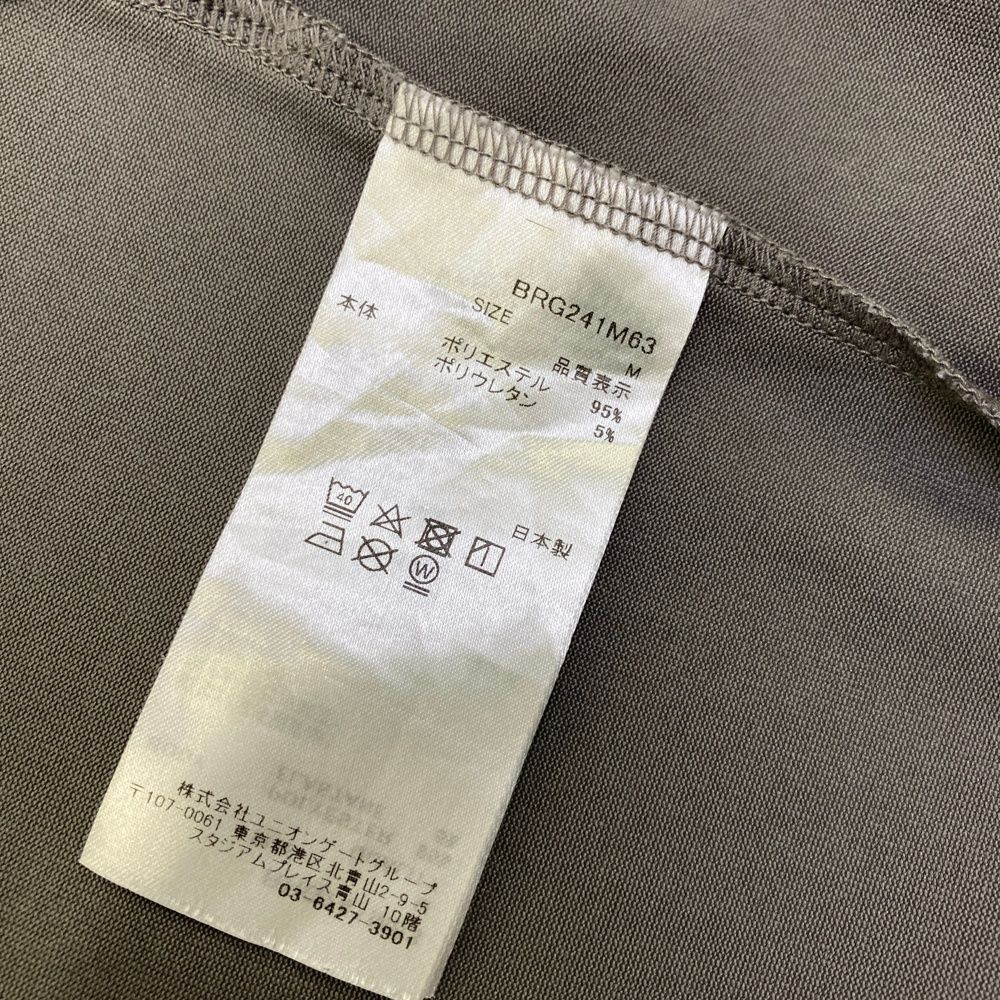 BRG241M63
SIZE M
品質表示
本体 ポリエステル 95%
ポリウレタン 5%
日本製
40
W
株式会社ユニオンゲートグループ
〒107-0061 東京都港区北青山2-9-5
スタジアムプレイス青山 10階
03-6427-3901
POLYESTER
ELASTANE